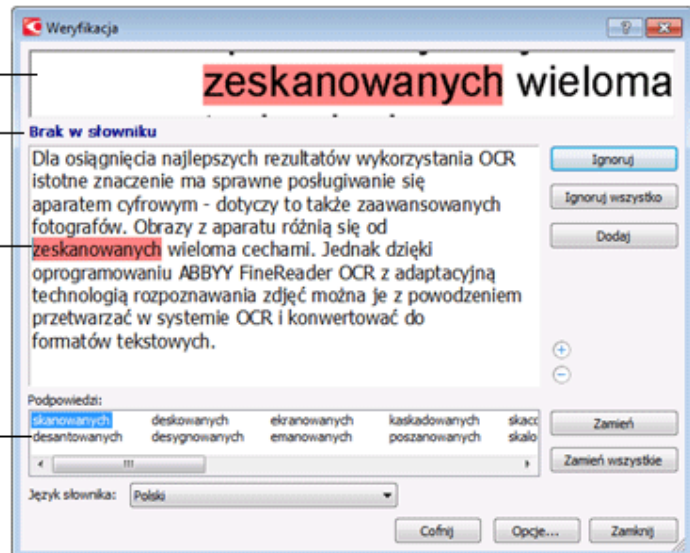 Weryfikacja
zeskanowanych wieloma
Brak w słowniku
Dla osiągnięcia najlepszych rezultatów wykorzystania OCR
istotne znaczenie ma sprawne posługiwanie się
aparatem cyfrowym - dotyczy to także zaawansowanych
fotografów. Obrazy z aparatu różnią się od
zeskanowanych wieloma cechami. Jednak dzięki
oprogramowaniu ABBYY FineReader OCR z adaptacyjną
technologią rozpoznawania zdjęć można je z powodzeniem
przetwarzać w systemie OCR i konwertować do
formatów tekstowych.
Ignoruj
Ignoruj wszystko
Dodaj
Podpowiedzi:
skanowanych deskowanych ekranowanych kaskadowanych
desantowanych desygnowanych emanowanych poszanowanych skalo
Zamień
Zamień wszystkie
Język słownika: Polski
Cofnij Opcje... Zamknij